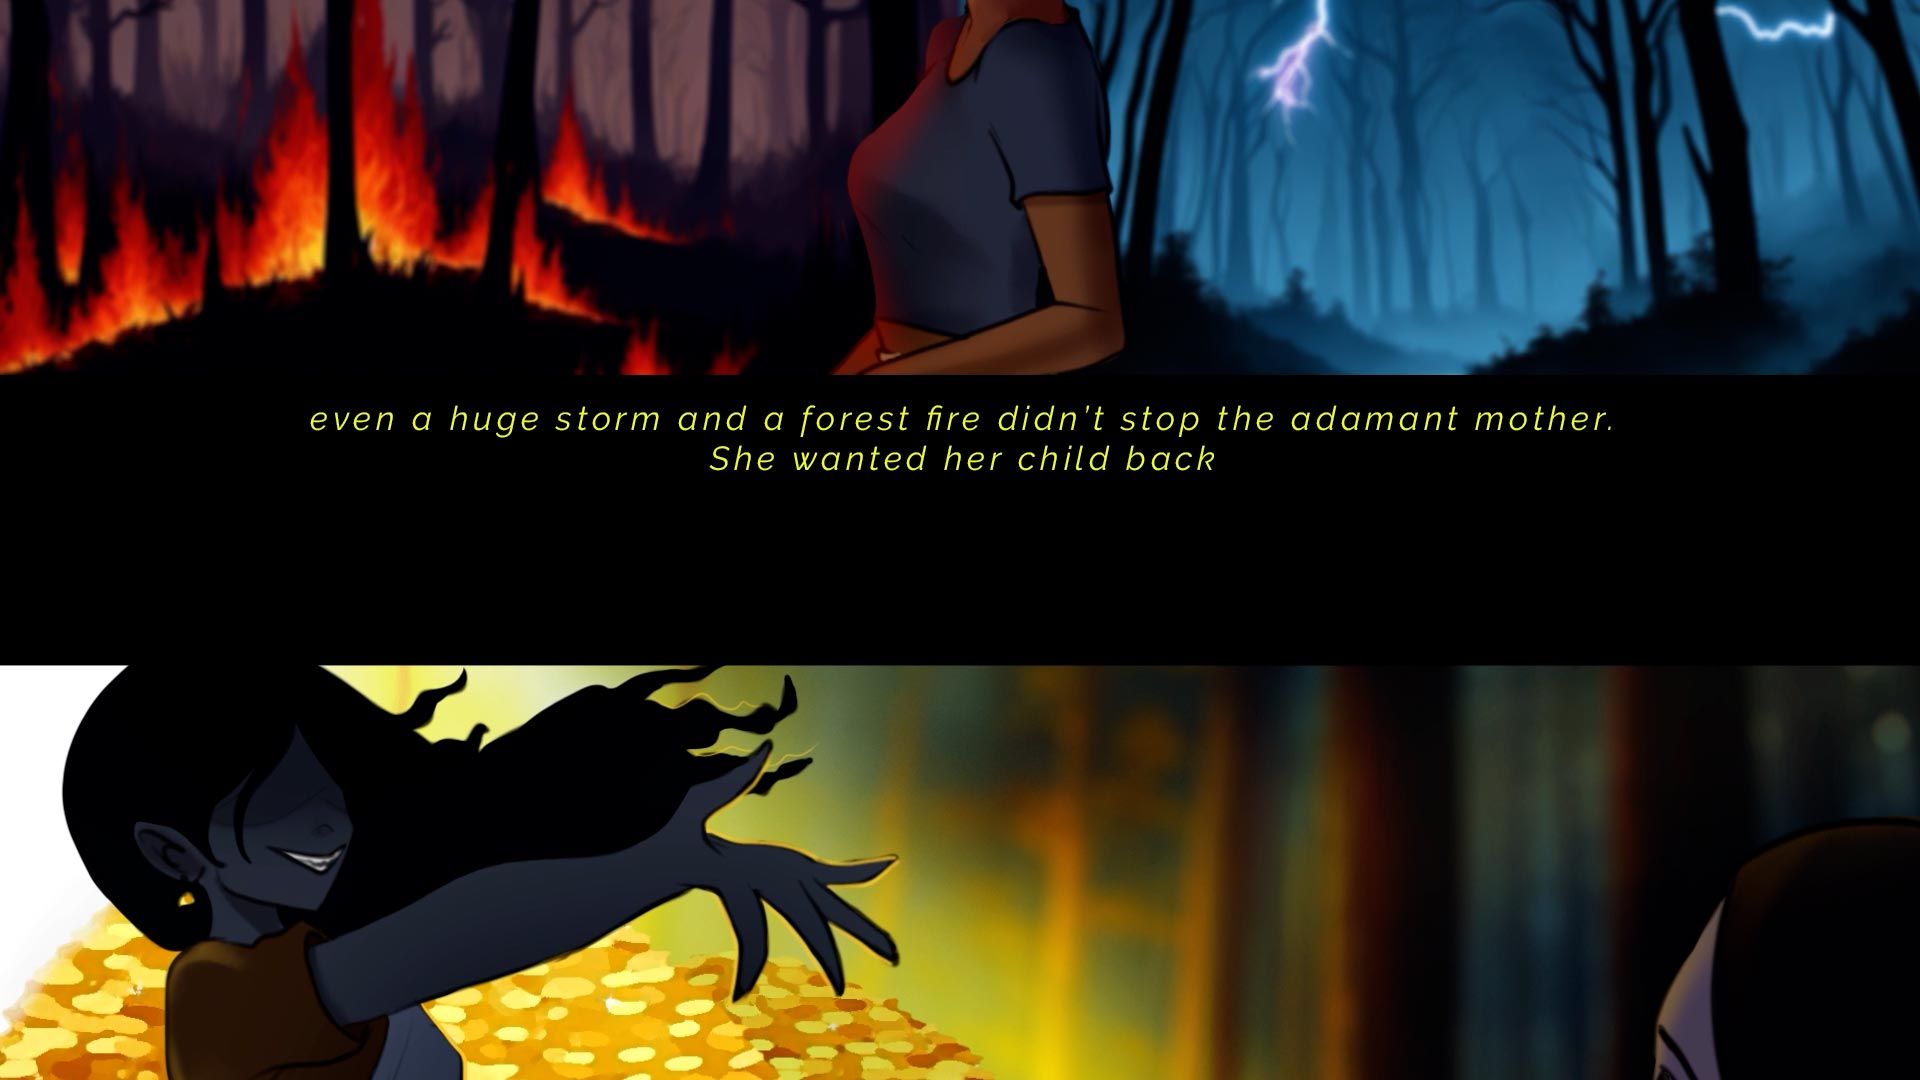 even a huge storm and a forest fire didn't stop the adamant mother.
She wanted her child back